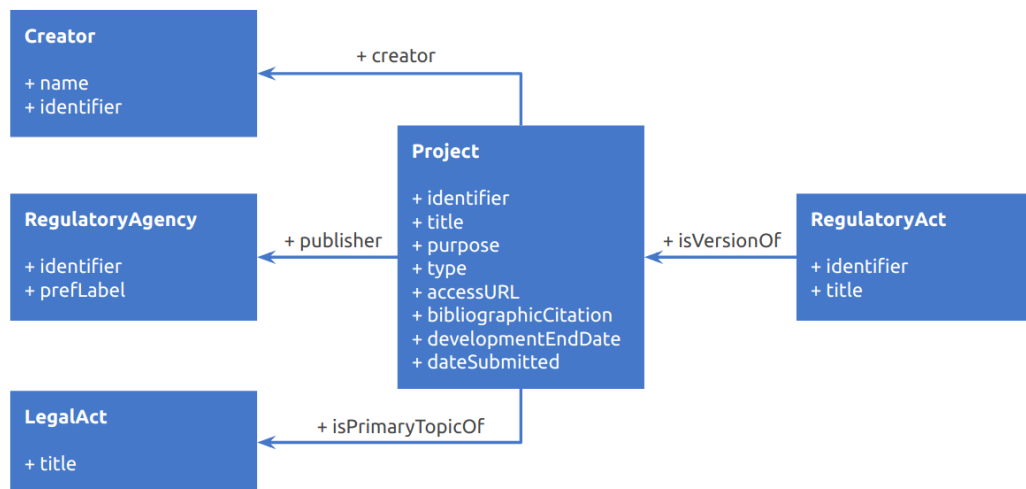 Creator
+ name
+ identifier
+ creator
Project
+ identifier
+ title
+ purpose
+ type
+ accessURL
+ bibliographicCitation
+ developmentEndDate
+ dateSubmitted
RegulatoryAgency
+ identifier
+ prefLabel
+ publisher
+ isVersionOf
RegulatoryAct
+ identifier
+ title
LegalAct
+ title
+ isPrimaryTopicOf